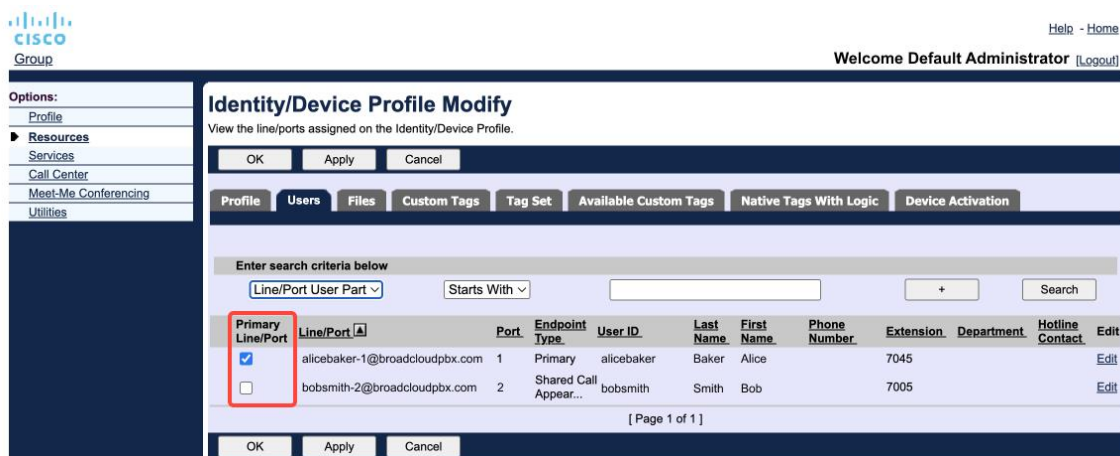 CISCO
Help - Home
Group
Welcome Default Administrator [Logout]
Options:
Profile
Resources
Services
Call Center
Meet-Me Conferencing
Utilities
Identity/Device Profile Modify
View the line/ports assigned on the Identity/Device Profile.
OK Apply Cancel
Profile Users Files Custom Tags Tag Set Available Custom Tags Native Tags With Logic Device Activation
Enter search criteria below
Line/Port User Part Starts With + Search
Primary Line/Port Line/Port Port Endpoint Type User ID Last Name First Name Phone Number Extension Department Hotline Contact Edit
alicebaker-1@broadcloudpbx.com 1 Primary alicebaker Baker Alice 7045 Edit
bobsmith-2@broadcloudpbx.com 2 Shared Call Appear... bobsmith Smith Bob 7005 Edit
[ Page 1 of 1 ]
OK Apply Cancel